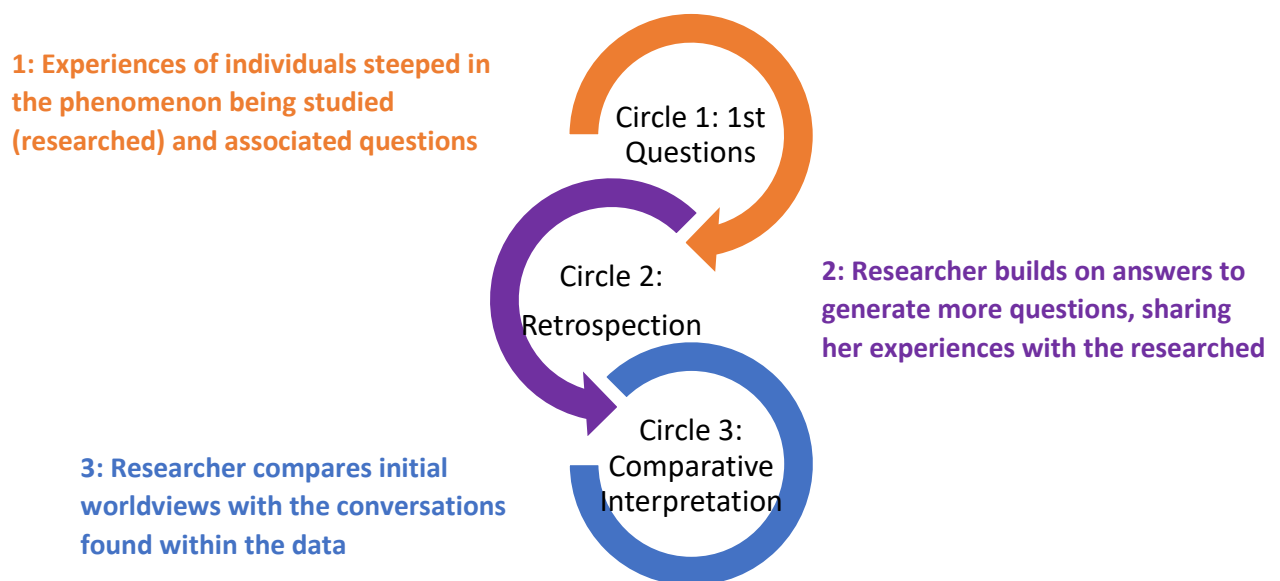 1: Experiences of individuals steeped in
the phenomenon being studied
(researched) and associated questions
Circle 1: 1st
Questions
Circle 2:
Retrospection
2: Researcher builds on answers to
generate more questions, sharing
her experiences with the researched
Circle 3:
Comparative
Interpretation
3: Researcher compares initial
worldviews with the conversations
found within the data